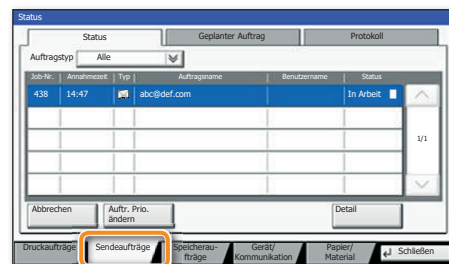 Status
Status Geplanter Auftrag Protokoll
Auftragstyp Alle
Job-Nr. Annahmezeit Typ Auftragsname Benutzername Status
438 14:47 abc@def.com In Arbeit
1/1
Abbrechen Auftr. Prio. ändern Detail
Druckaufträge Sendeaufträge Speicherau- fträge Gerät/ Kommunikation Papier/ Material Schließen